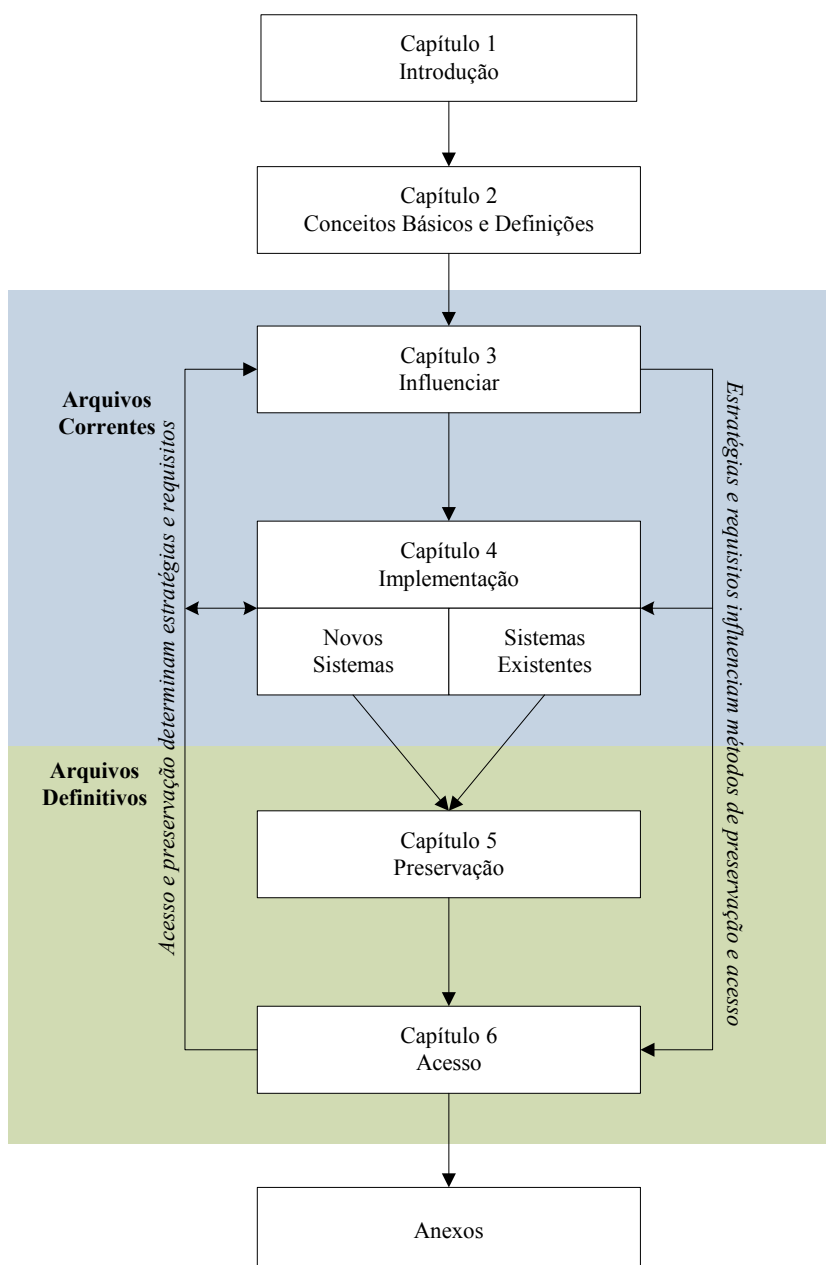 Capítulo 1
Introdução
Capítulo 2
Conceitos Básicos e Definições
Capítulo 3
Influenciar
Arquivos
Correntes
Acesso e preservação determinam estratégias e requisitos
Estratégias e requisitos influenciam métodos de preservação e acesso
Capítulo 4
Implementação
Novos
Sistemas
Sistemas
Existentes
Arquivos
Definitivos
Capítulo 5
Preservação
Capítulo 6
Acesso
Anexos